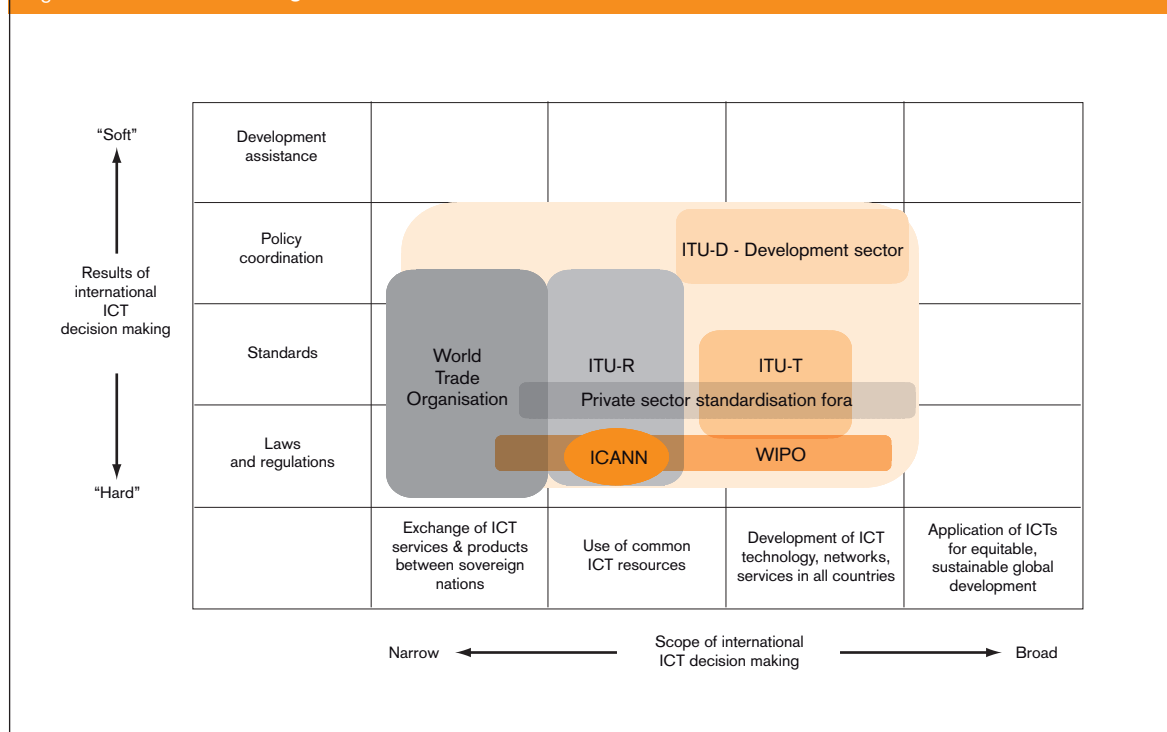 "Soft"
Development
assistance
Policy
coordination
ITU-D - Development sector
Results of
international
ICT
decision making
Standards
World
Trade
Organisation
ITU-R
ITU-T
Private sector standardisation fora
Laws
and regulations
ICANN
WIPO
"Hard"
Exchange of ICT
services & products
between sovereign
nations
Use of common
ICT resources
Development of ICT
technology, networks,
services in all countries
Application of ICTs
for equitable,
sustainable global
development
Narrow
Scope of international
ICT decision making
Broad